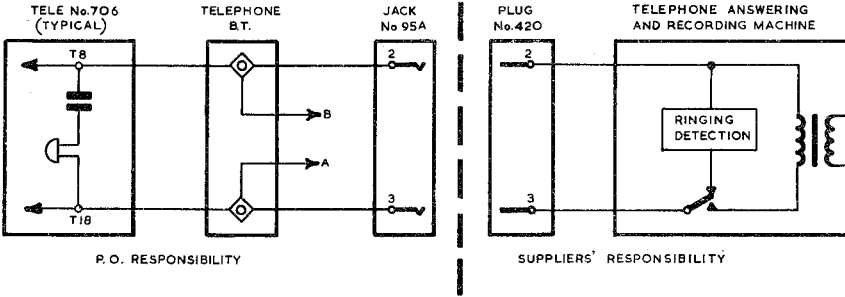 TELE No.706
(TYPICAL)
TELEPHONE
B.T.
JACK
No 95A
PLUG
No.420
TELEPHONE ANSWERING
AND RECORDING MACHINE
T8
2
2
B
RINGING
DETECTION
A
3
3
T18
P.O. RESPONSIBILITY
SUPPLIERS' RESPONSIBILITY